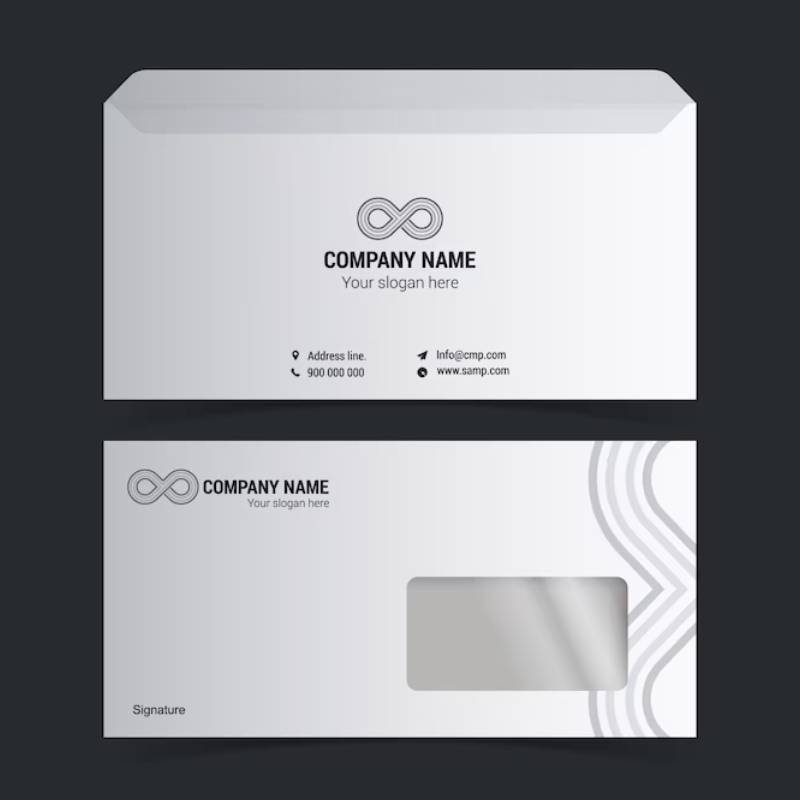 COMPANY NAME
Your slogan here
Address line.
Info@cmp.com
900 000 000
www.samp.com
COMPANY NAME
Your slogan here
Signature